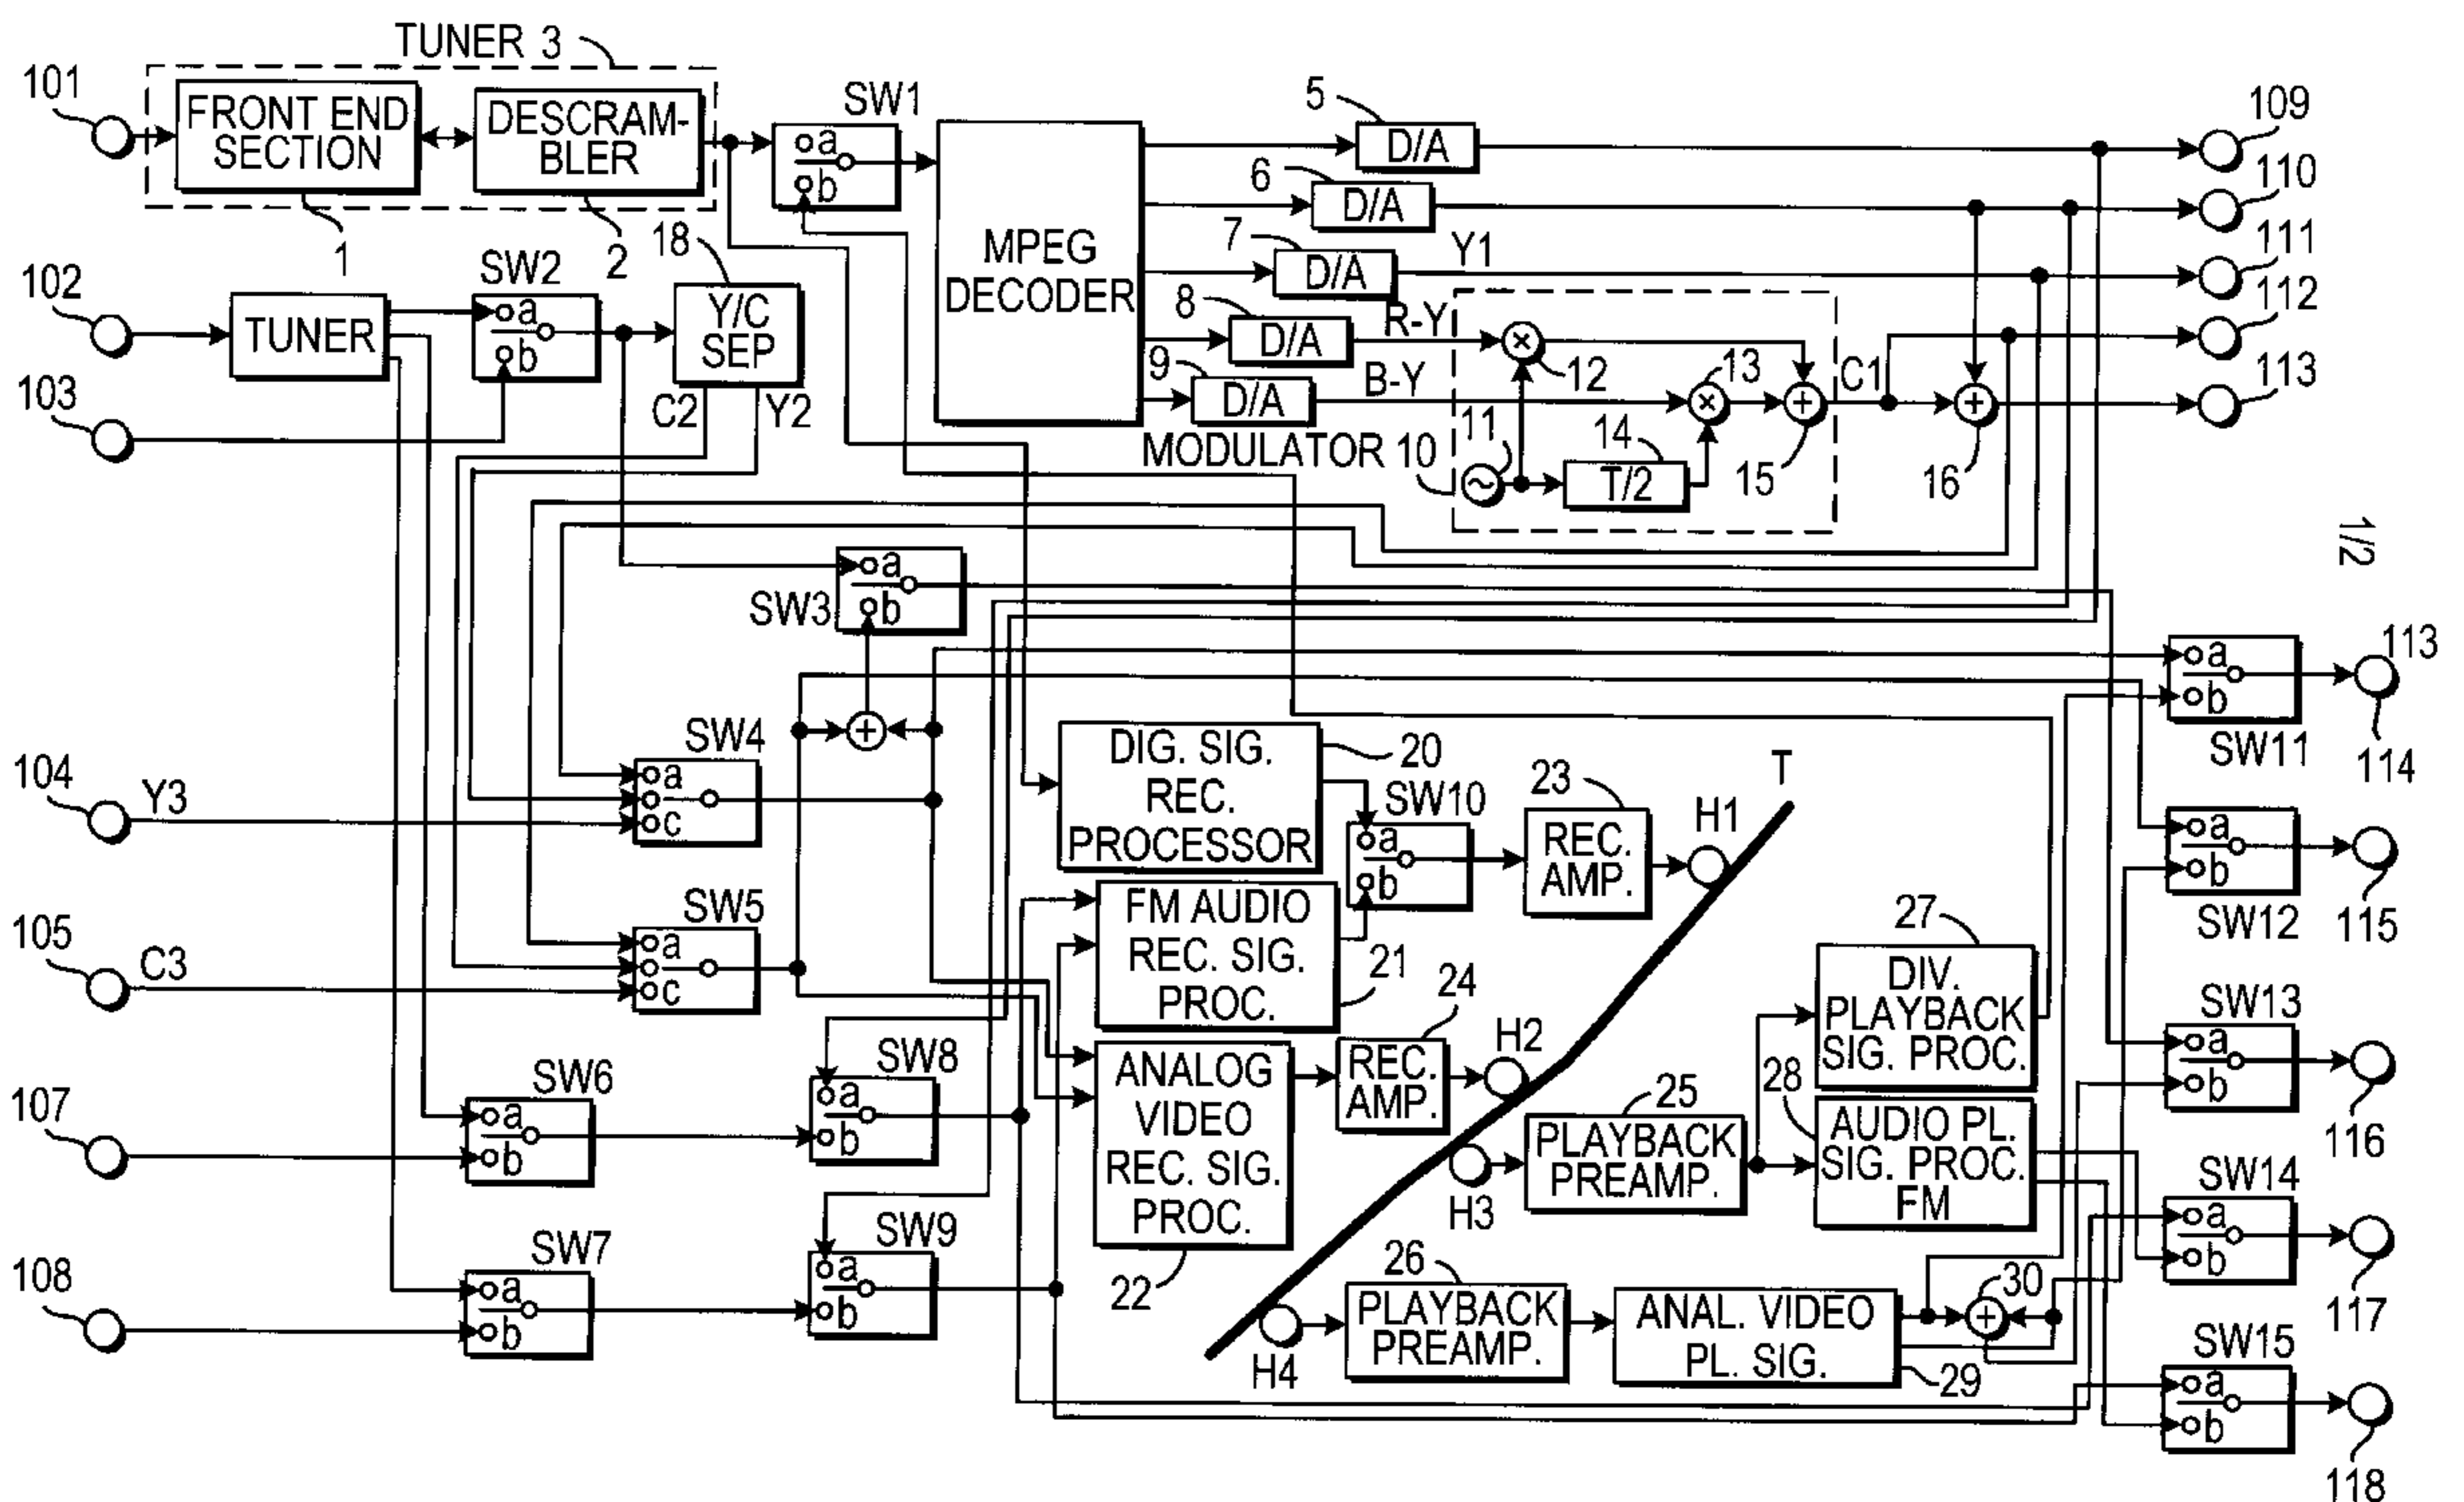 TUNER 3
101
FRONT END
SECTION
DESCRAM-
BLER
1
2
SW1
a
b
MPEG
DECODER
5
D/A
6
D/A
7
D/A
Y1
8
D/A
R-Y
9
D/A
B-Y
109
110
111
112
113
102
TUNER
103
SW2
a
b
18
Y/C
SEP
C2
Y2
MODULATOR
10
11
12
13
14
T/2
15
C1
16
1/2
SW3
a
b
104
Y3
SW4
a
c
105
C3
SW5
a
c
107
SW6
a
b
108
SW7
a
b
SW8
a
b
SW9
a
b
DIG. SIG.
REC.
PROCESSOR
20
FM AUDIO
REC. SIG.
PROC.
21
ANALOG
VIDEO
REC. SIG.
PROC.
22
SW10
a
b
23
REC.
AMP.
H1
T
24
REC.
AMP.
H2
H3
25
PLAYBACK
PREAMP.
H4
26
PLAYBACK
PREAMP.
27
DIV.
PLAYBACK
SIG. PROC.
28
AUDIO PL.
SIG. PROC.
FM
ANAL. VIDEO
PL. SIG.
29
30
a
b
SW11
113
114
a
b
SW12
115
SW13
a
b
116
SW14
a
b
117
SW15
a
b
118